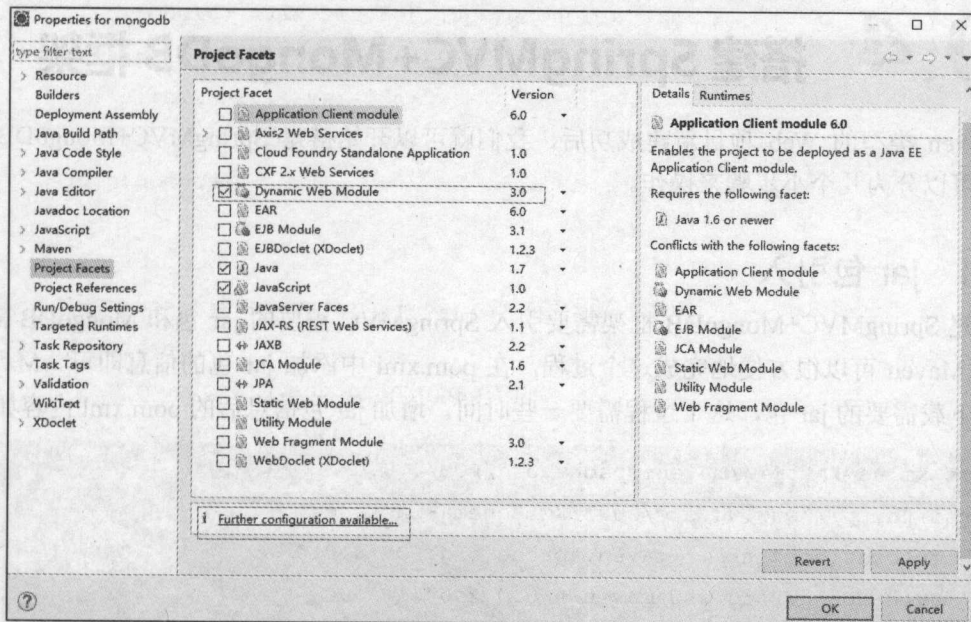 Properties for mongodb
type filter text
Resource
Builders
Deployment Assembly
Java Build Path
Java Code Style
Java Compiler
Java Editor
Javadoc Location
JavaScript
Maven
Project Facets
Project References
Run/Debug Settings
Targeted Runtimes
Task Repository
Task Tags
Validation
WikiText
XDoclet
Project Facets
Project Facet Version
Application Client module 6.0
Axis2 Web Services
Cloud Foundry Standalone Application 1.0
CXF 2.x Web Services 1.0
Dynamic Web Module 3.0
EAR 6.0
EJB Module 3.1
EJBDoclet (XDoclet) 1.2.3
Java 1.7
JavaScript 1.0
JavaServer Faces 2.2
JAX-RS (REST Web Services) 1.1
JAXB 2.2
JCA Module 1.6
JPA 2.1
Static Web Module
Utility Module
Web Fragment Module 3.0
WebDoclet (XDoclet) 1.2.3
i Further configuration available...
Details Runtimes
Application Client module 6.0
Enables the project to be deployed as a Java EE
Application Client module.
Requires the following facet:
Java 1.6 or newer
Conflicts with the following facets:
Application Client module
Dynamic Web Module
EAR
EJB Module
JCA Module
Static Web Module
Utility Module
Web Fragment Module
Revert Apply
OK Cancel